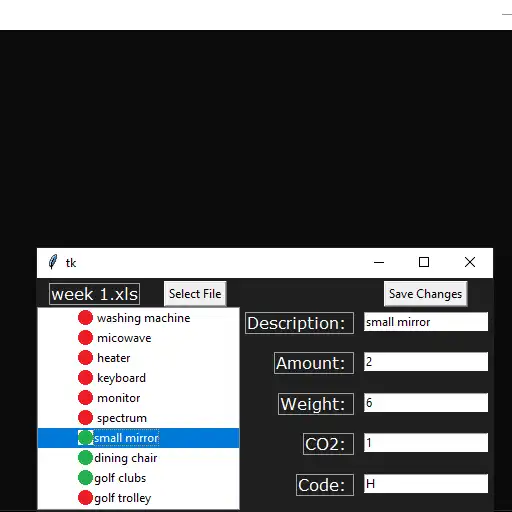 tk
week 1.xls Select File Save Changes
washing machine
micowave
heater
keyboard
monitor
spectrum
small mirror
dining chair
golf clubs
golf trolley
Description: small mirror
Amount: 2
Weight: 6
CO2: 1
Code: H